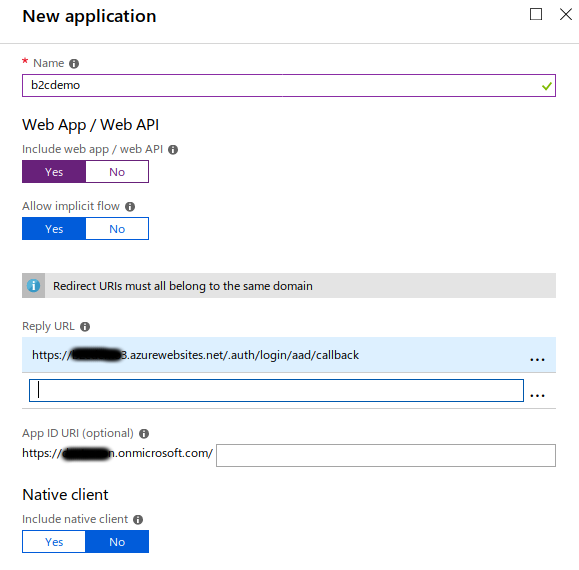 New application
* Name
b2cdemo
Web App / Web API
Include web app / web API
Yes No
Allow implicit flow
Yes No
Redirect URIs must all belong to the same domain
Reply URL
https://3.azurewebsites.net/.auth/login/aad/callback ...
...
App ID URI (optional)
https://n.onmicrosoft.com/
Native client
Include native client
Yes No